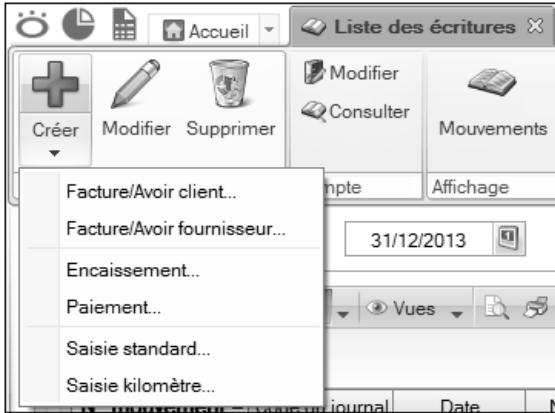 Accueil
Liste des écritures
Créer
Modifier
Supprimer
Modifier
Consulter
Mouvements
Affichage
Facture/Avoir client...
Facture/Avoir fournisseur...
31/12/2013
Encaissement...
Paiement...
Vues
Saisie standard...
Saisie kilomètre...
journal
Date